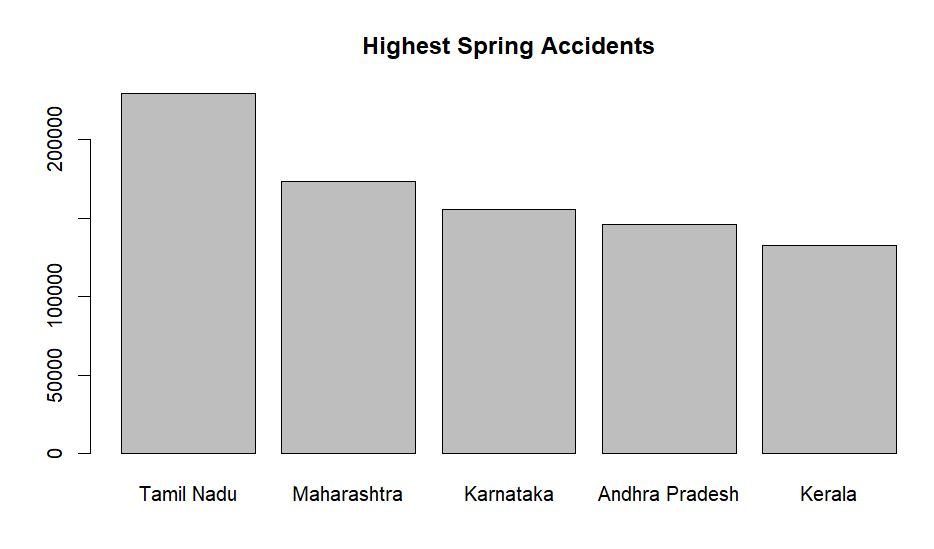 Highest Spring Accidents
200000
100000
50000
0
Tamil Nadu Maharashtra Karnataka Andhra Pradesh Kerala